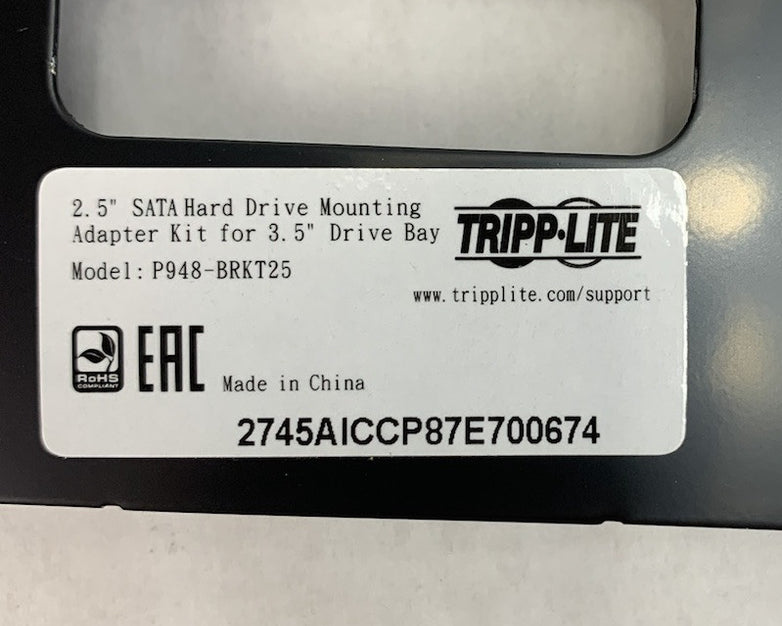 2.5" SATA Hard Drive Mounting
Adapter Kit for 3.5" Drive Bay
TRIPP·LITE
Model: P948-BRKT25
www.tripplite.com/support
RoHS
COMPLIANT
EAC
Made in China
2745AICCP87E700674